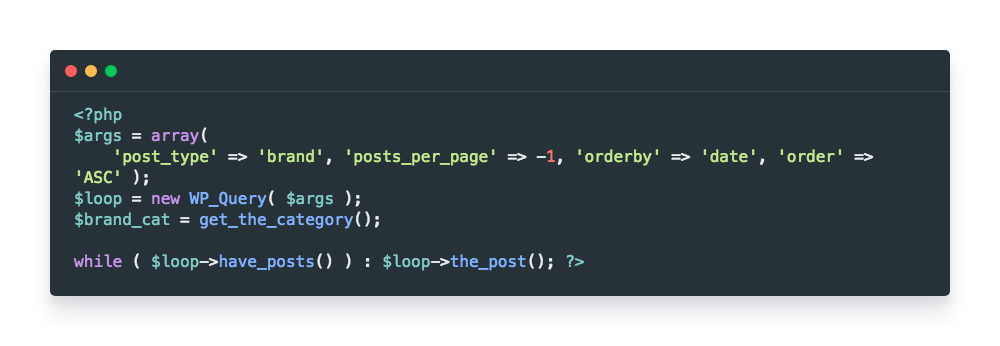 <?php
$args = array(
    'post_type' => 'brand', 'posts_per_page' => -1, 'orderby' => 'date', 'order' =>
'ASC' );
$loop = new WP_Query( $args );
$brand_cat = get_the_category();

while ( $loop->have_posts() ) : $loop->the_post(); ?>